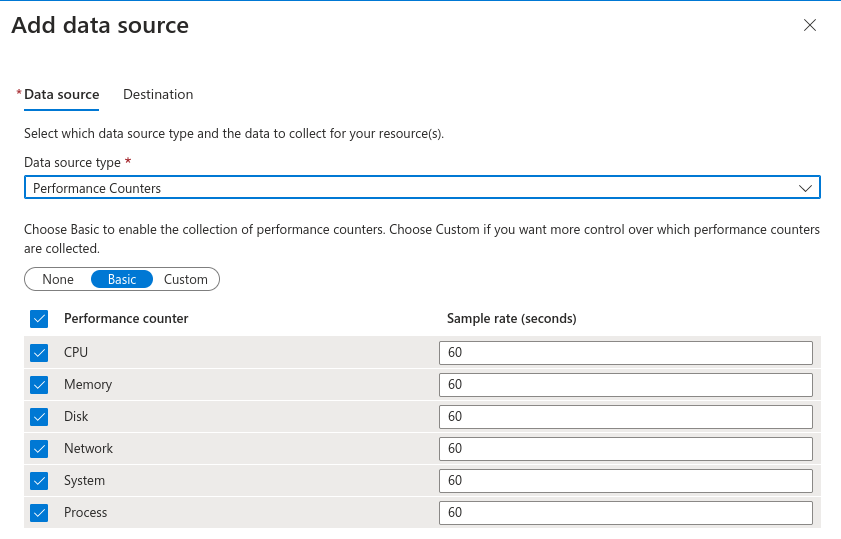 Add data source
* Data source Destination
Select which data source type and the data to collect for your resource(s).
Data source type *
Performance Counters
Choose Basic to enable the collection of performance counters. Choose Custom if you want more control over which performance counters
are collected.
None Basic Custom
Performance counter Sample rate (seconds)
CPU 60
Memory 60
Disk 60
Network 60
System 60
Process 60